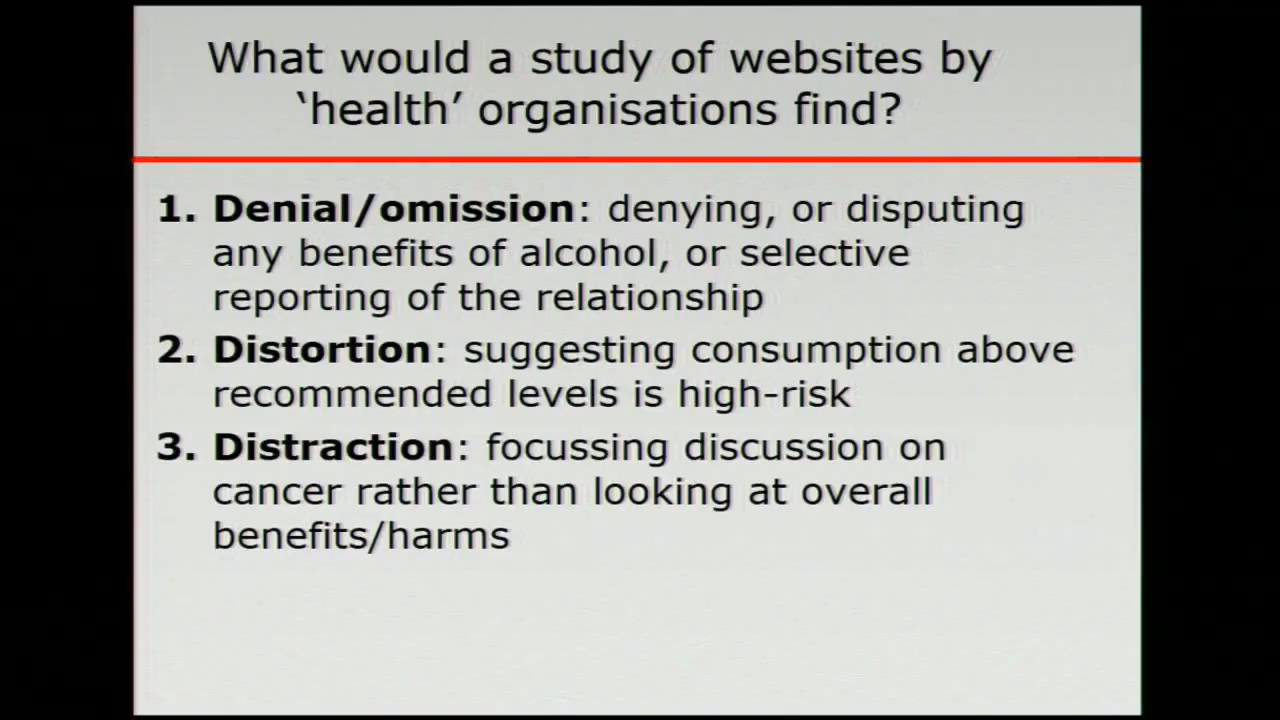 What would a study of websites by
‘health’ organisations find?
1. Denial/omission: denying, or disputing
any benefits of alcohol, or selective
reporting of the relationship
2. Distortion: suggesting consumption above
recommended levels is high-risk
3. Distraction: focussing discussion on
cancer rather than looking at overall
benefits/harms